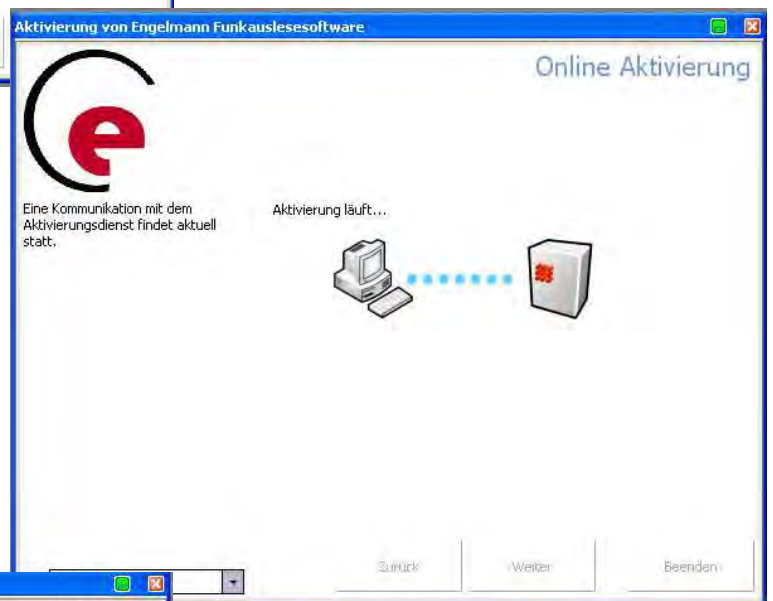 Aktivierung von Engelmann Funkauslesesoftware
Online Aktivierung
e
Eine Kommunikation mit dem
Aktivierungsdienst findet aktuell
statt.
Aktivierung läuft...
Zurück
Weiter
Beenden